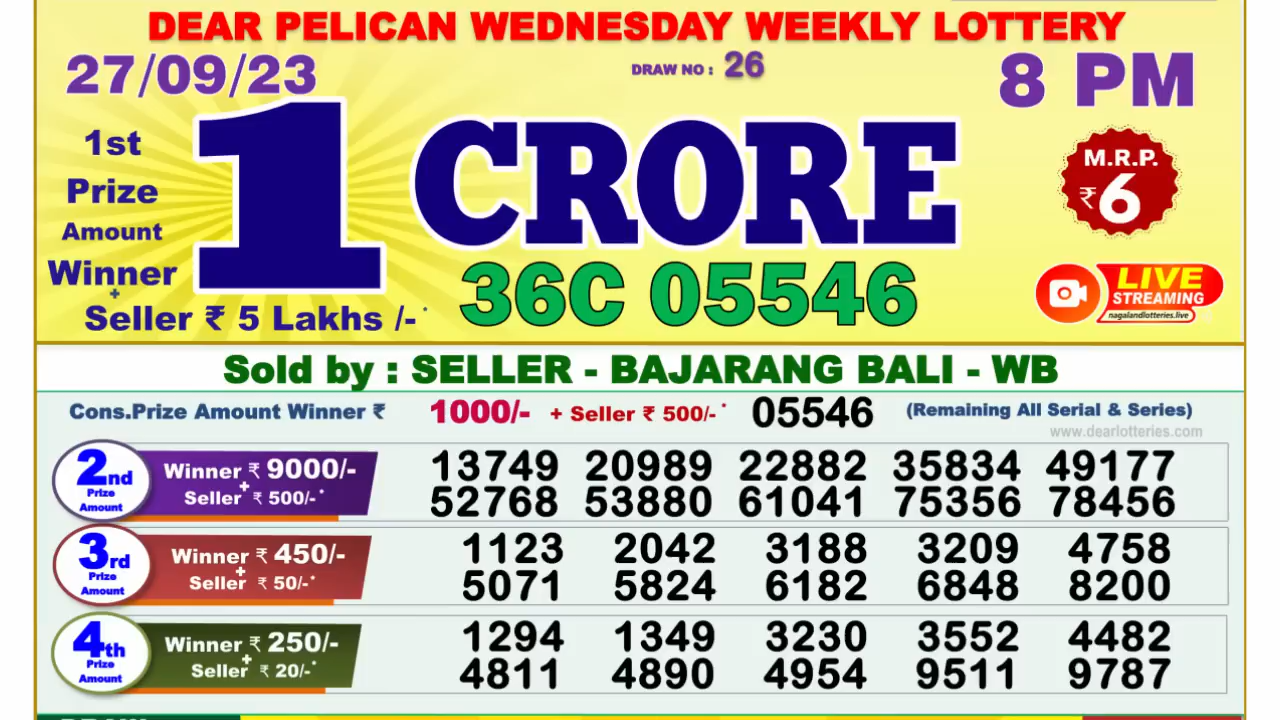 DEAR PELICAN WEDNESDAY WEEKLY LOTTERY
27/09/23
DRAW NO : 26
8 PM
1st
Prize
Amount
Winner
+
Seller ₹ 5 Lakhs /-*
1 CRORE
36C 05546
M.R.P.
₹6
LIVE
STREAMING
nagalandlotteries.live
Sold by : SELLER - BAJARANG BALI - WB
Cons.Prize Amount Winner ₹ 1000/- + Seller ₹ 500/-* 05546 (Remaining All Serial & Series)
www.dearlotteries.com
2nd
Prize
Amount
Winner ₹ 9000/-
+
Seller ₹ 500/-*
13749 20989 22882 35834 49177
52768 53880 61041 75356 78456
3rd
Prize
Amount
Winner ₹ 450/-
+
Seller ₹ 50/-*
1123 2042 3188 3209 4758
5071 5824 6182 6848 8200
4th
Prize
Amount
Winner ₹ 250/-
+
Seller ₹ 20/-*
1294 1349 3230 3552 4482
4811 4890 4954 9511 9787